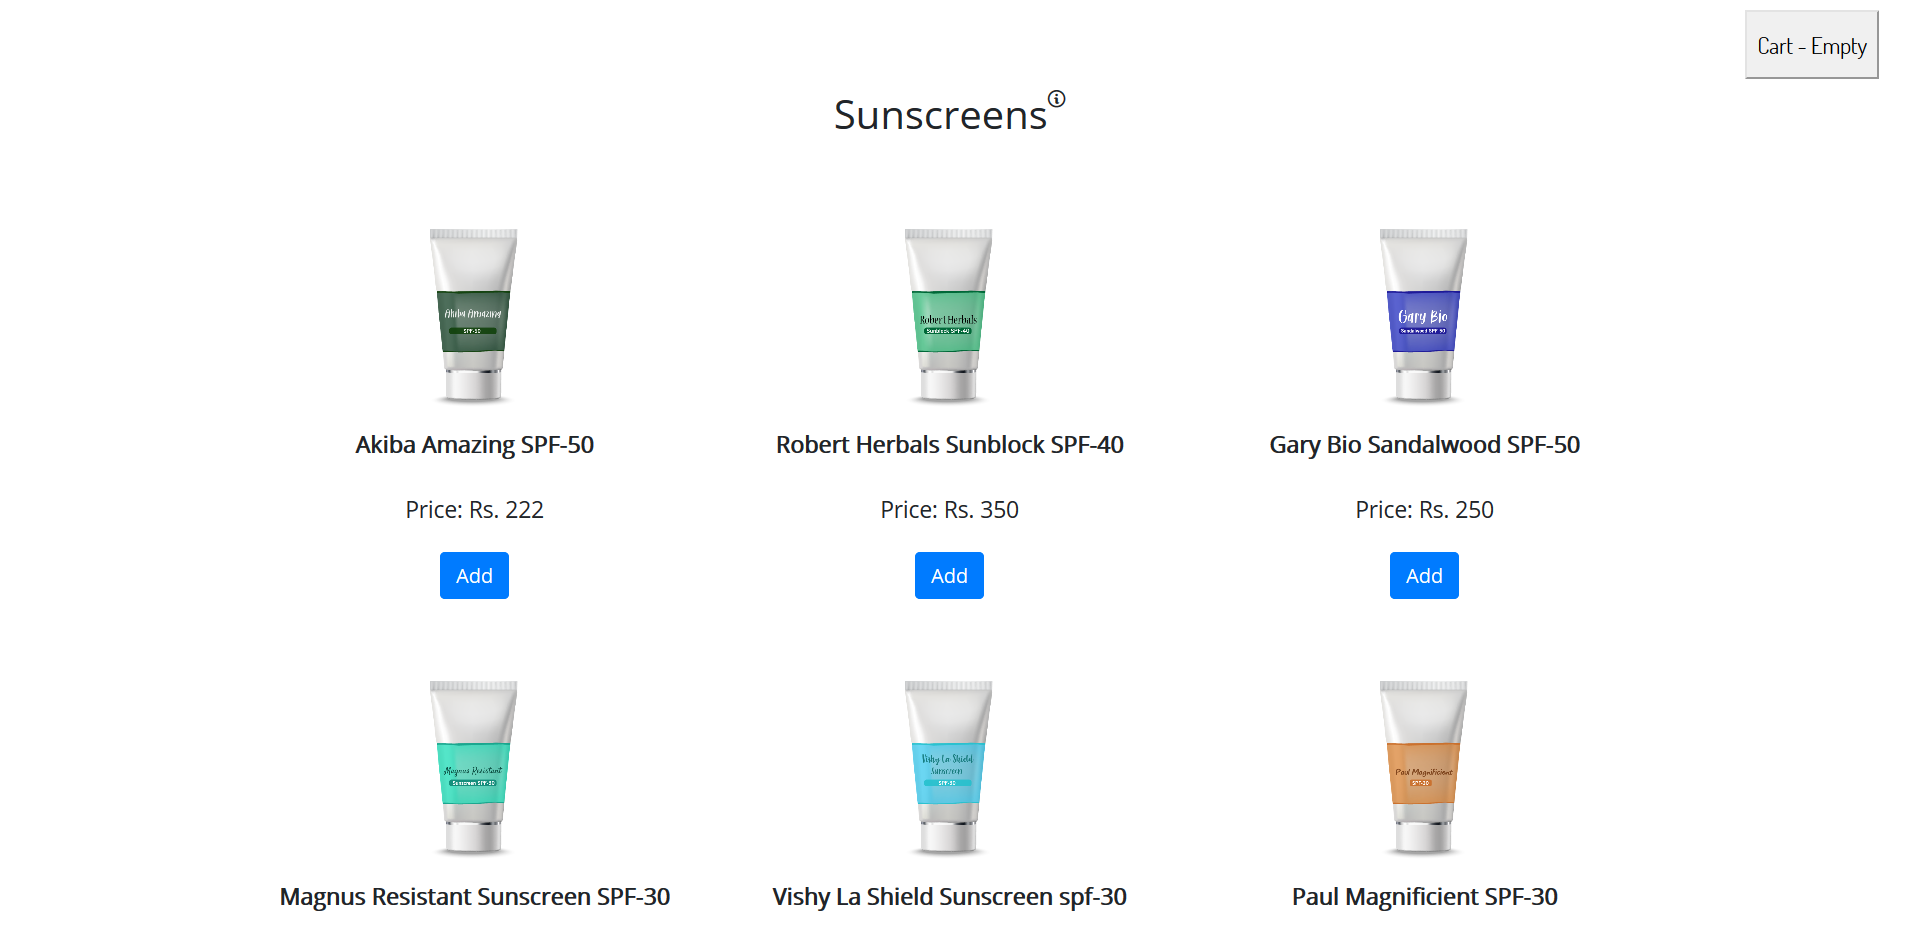 Cart - Empty
Sunscreens
Akiba Amazing
SPF-50
Robert Herbals
Sunblock SPF-40
Gary Bio
Sandalwood SPF-50
Akiba Amazing SPF-50
Robert Herbals Sunblock SPF-40
Gary Bio Sandalwood SPF-50
Price: Rs. 222
Price: Rs. 350
Price: Rs. 250
Add
Add
Add
Magnus Resistant
Sunscreen SPF-30
Vishy La Shield
Sunscreen
SPF-30
Paul Magnificient
SPF-30
Magnus Resistant Sunscreen SPF-30
Vishy La Shield Sunscreen spf-30
Paul Magnificient SPF-30